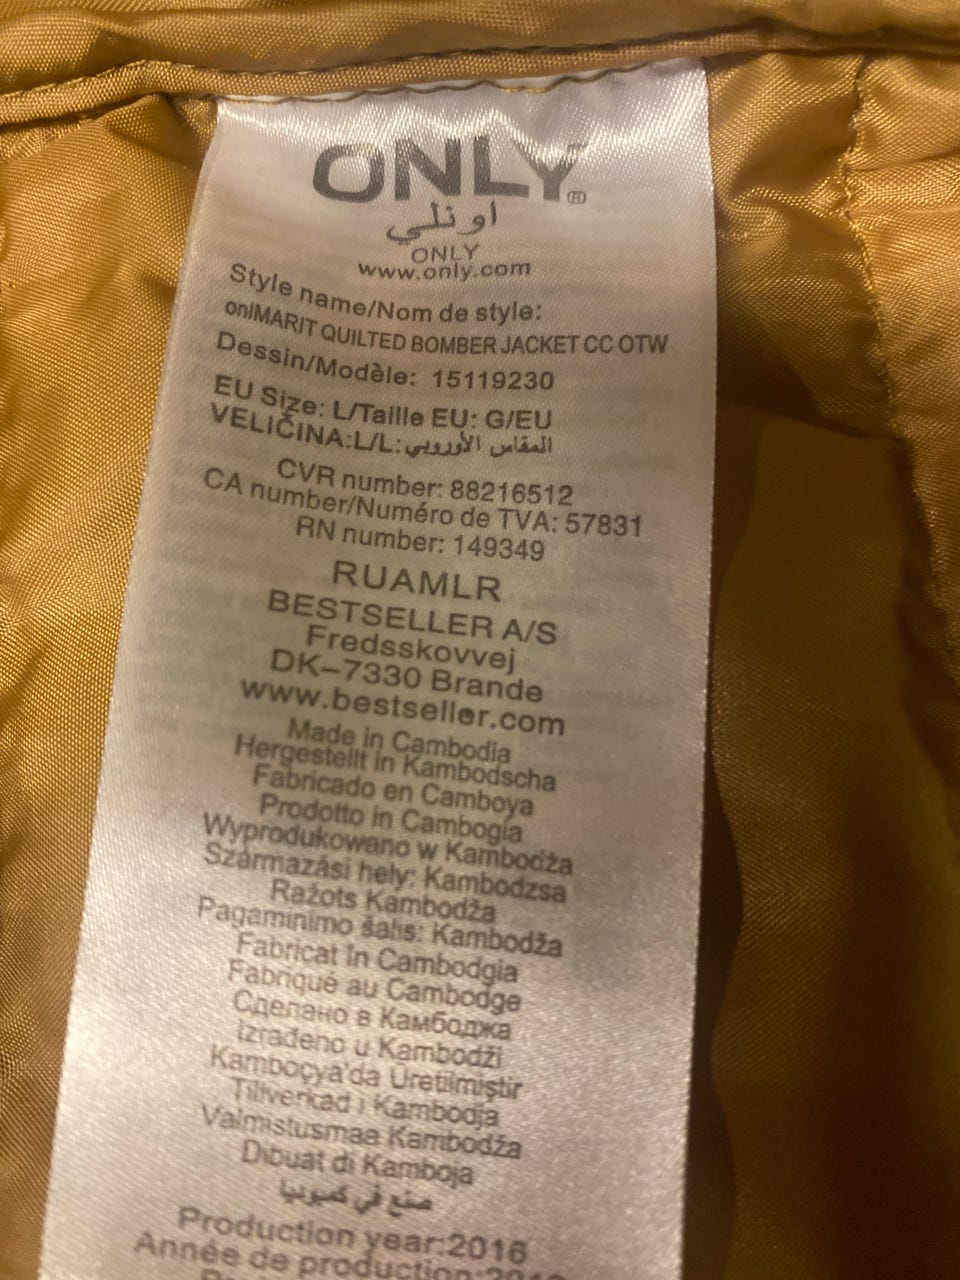 ONLY®
اونلي
ONLY
www.only.com
Style name/Nom de style:
onlMARIT QUILTED BOMBER JACKET CC OTW
Dessin/Modèle: 15119230
EU Size: L/Taille EU: G/EU
VELIČINA:L/L:المقاس الأوروبي
CVR number: 88216512
CA number/Numéro de TVA: 57831
RN number: 149349
RUAMLR
BESTSELLER A/S
Fredsskovvej
DK-7330 Brande
www.bestseller.com
Made in Cambodia
Hergestellt in Kambodscha
Fabricado en Camboya
Prodotto in Cambogia
Wyprodukowano w Kambodża
Származási hely: Kambodzsa
Ražots Kambodža
Pagaminimo šalis: Kambodža
Fabricat în Cambodgia
Fabriqué au Cambodge
Сделано в Камбоджа
Izrađeno u Kambodži
Kamboçya'da Üretilmiştir
Tillverkad i Kambodja
Valmistusmaa Kambodža
Dibuat di Kamboja
صنع في كمبوديا
Production year:2016
Année de production: